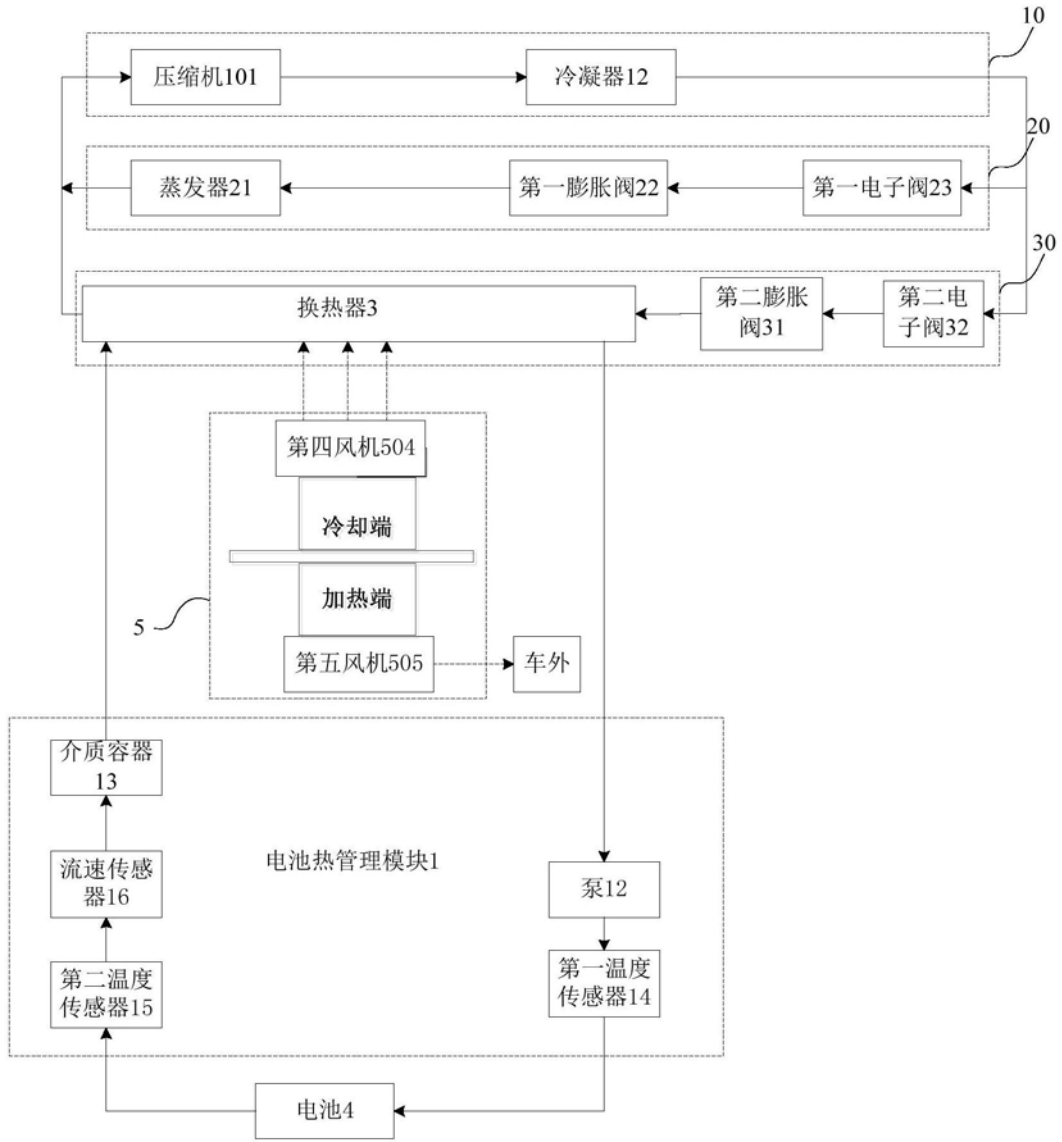 10
压缩机101
冷凝器12
20
蒸发器21
第一膨胀阀22
第一电子阀23
30
换热器3
第二膨胀
阀31
第二电
子阀32
第四风机504
冷却端
加热端
5
第五风机505
车外
介质容器
13
电池热管理模块1
流速传感
器16
泵12
第二温度
传感器15
第一温度
传感器14
电池4